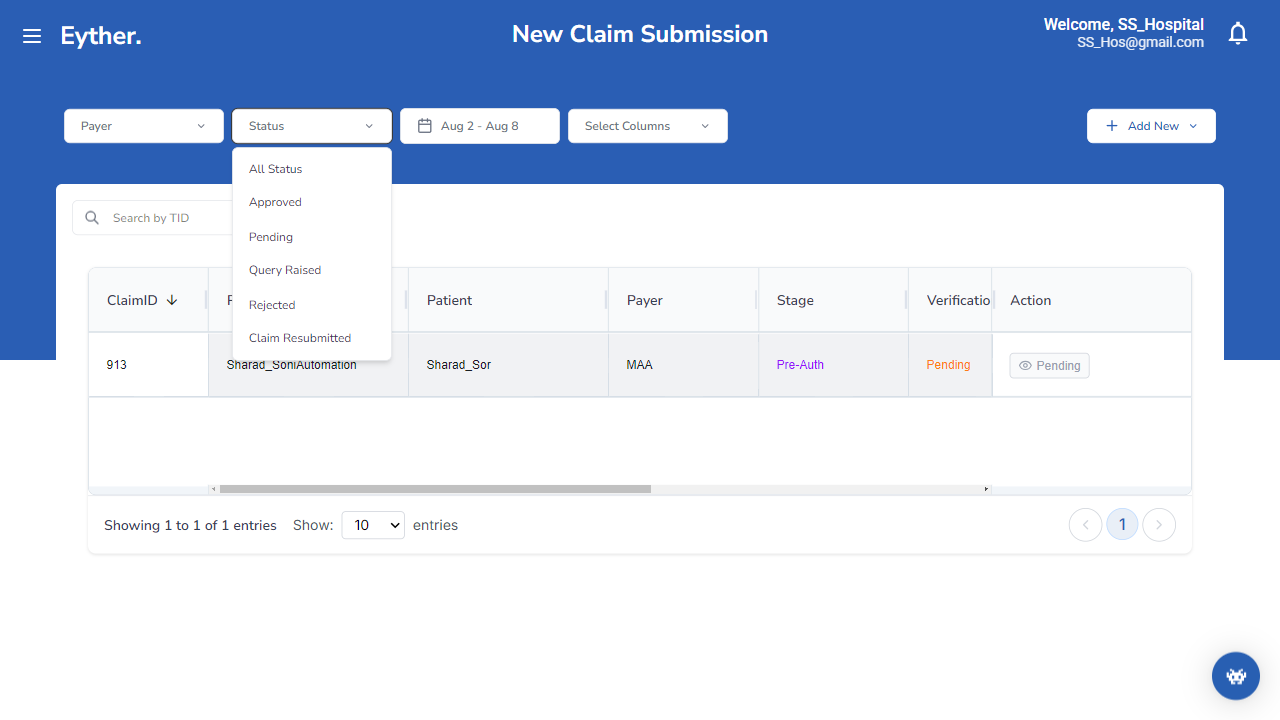 Eyther.
New Claim Submission
Welcome, SS_Hospital
SS_Hos@gmail.com
Payer
Status
Aug 2 - Aug 8
Select Columns
Add New
All Status
Approved
Pending
Query Raised
Rejected
Claim Resubmitted
Search by TID
ClaimID
Patient
Payer
Stage
Verificatio
Action
913
Sharad_SoniAutomation
Sharad_Sor
MAA
Pre-Auth
Pending
Pending
Showing 1 to 1 of 1 entries
Show:
10
entries
1